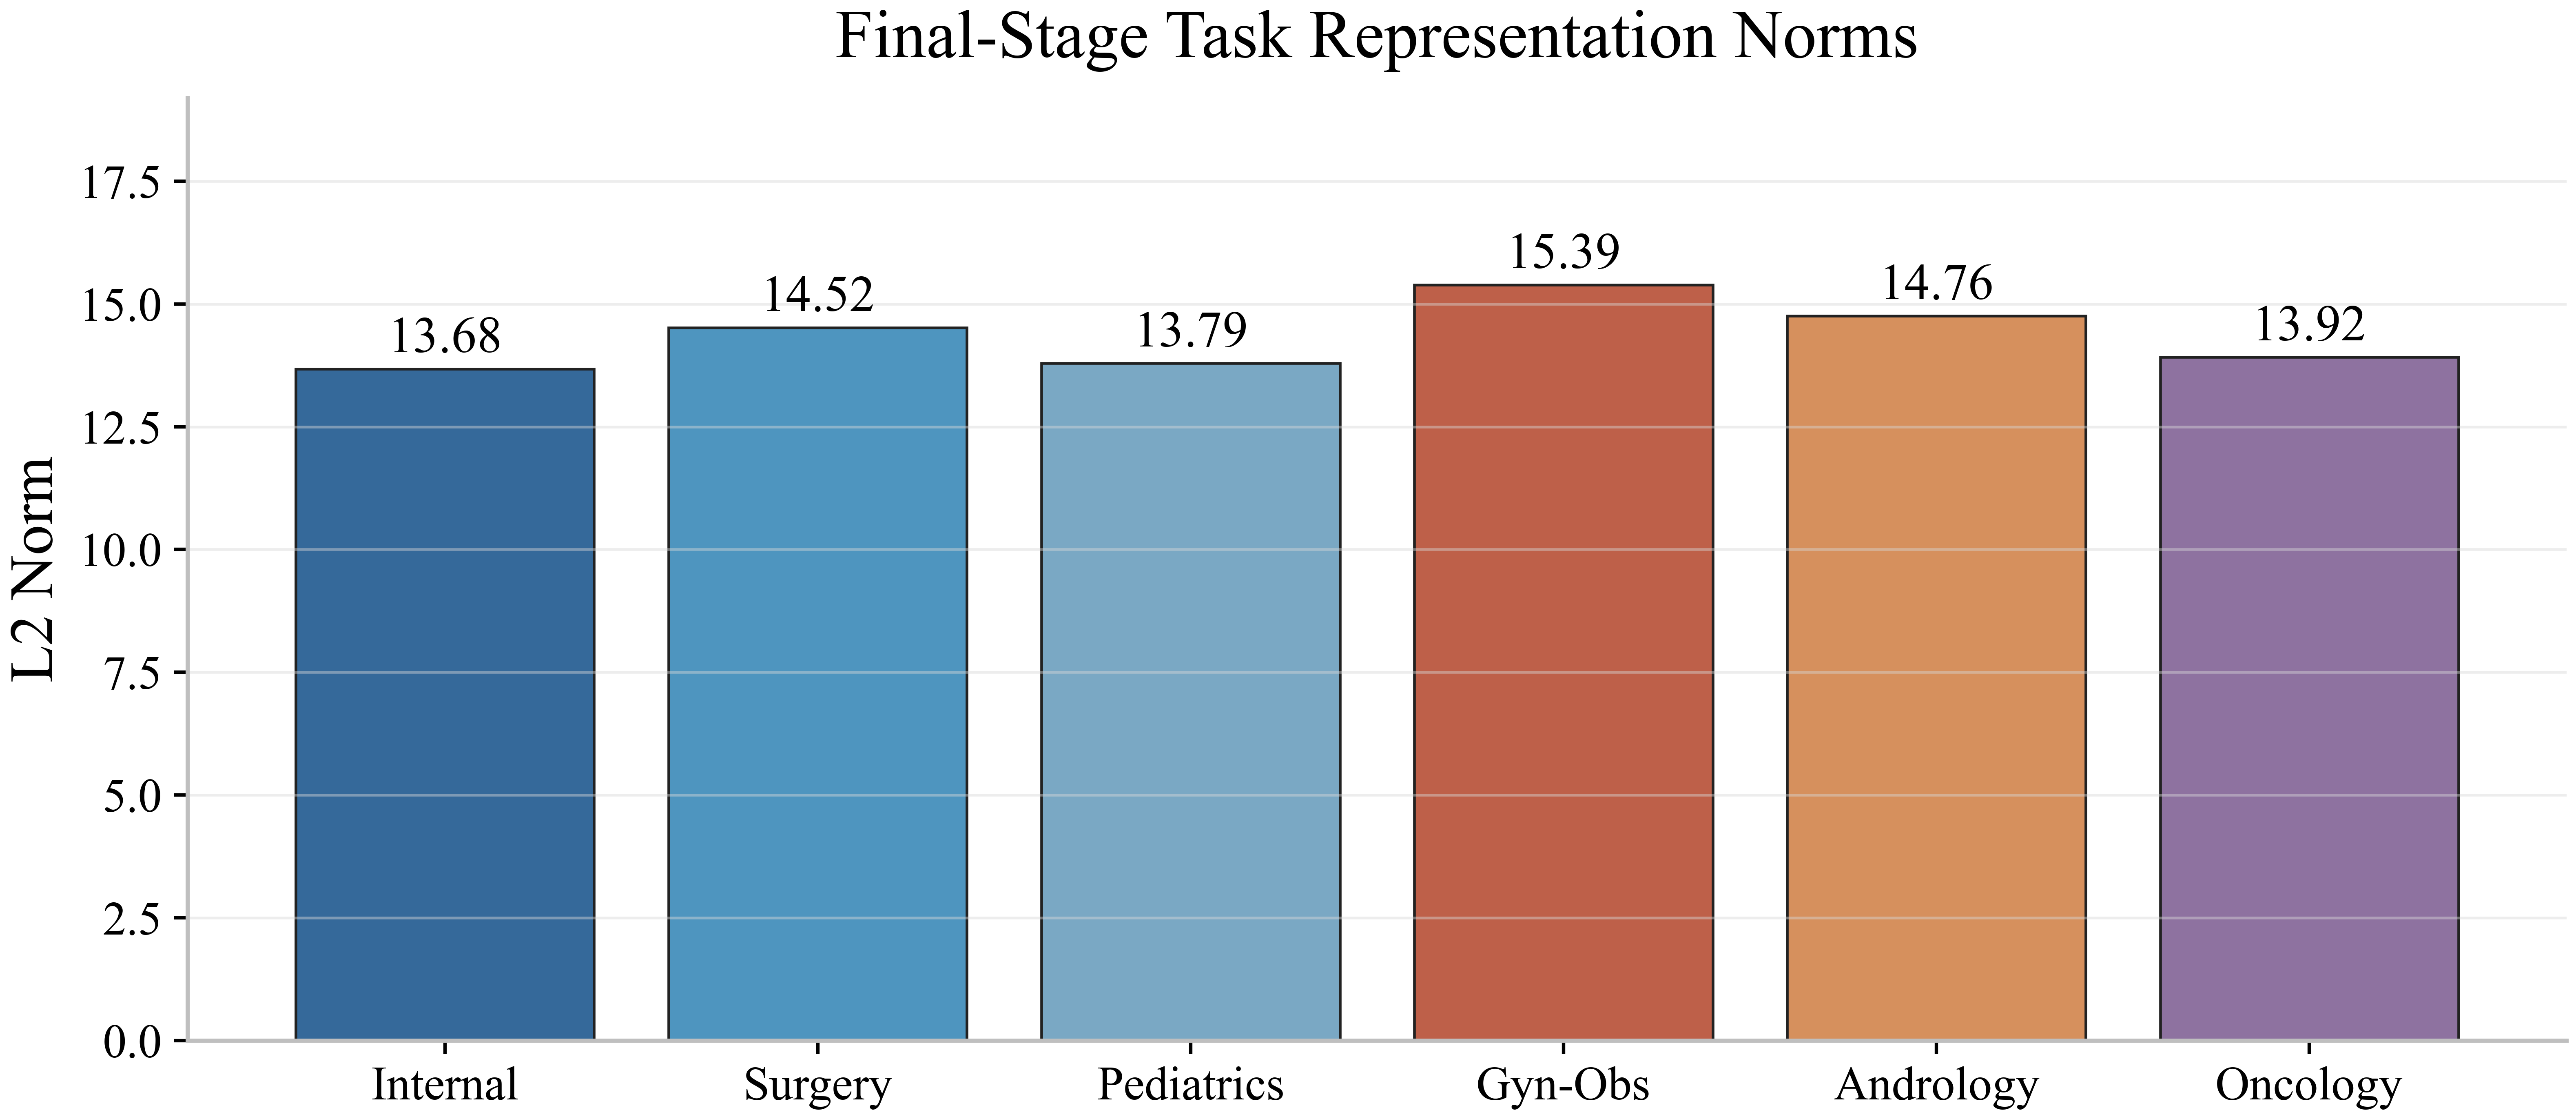 Final-Stage Task Representation Norms
L2 Norm
17.5
15.0
12.5
10.0
7.5
5.0
2.5
0.0
13.68
14.52
13.79
15.39
14.76
13.92
Internal
Surgery
Pediatrics
Gyn-Obs
Andrology
Oncology